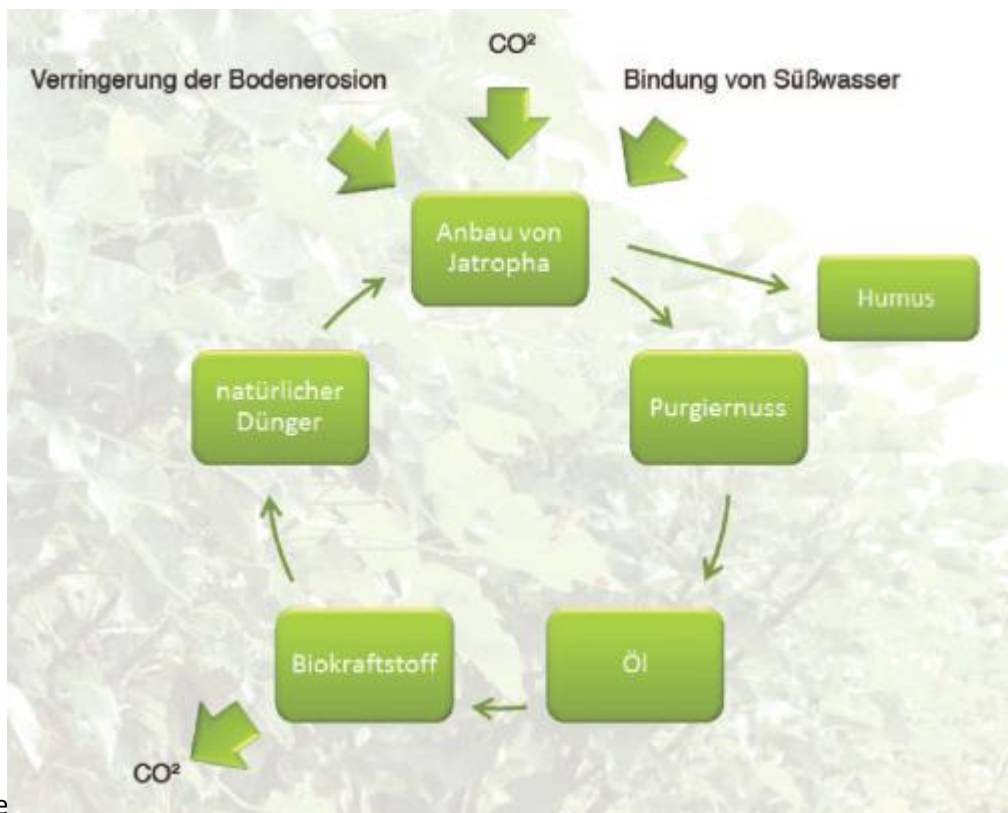 CO²
Verringerung der Bodenerosion
Bindung von Süßwasser
Anbau von
Jatropha
Humus
natürlicher
Dünger
Purgiernuss
Biokraftstoff
Öl
CO²
e